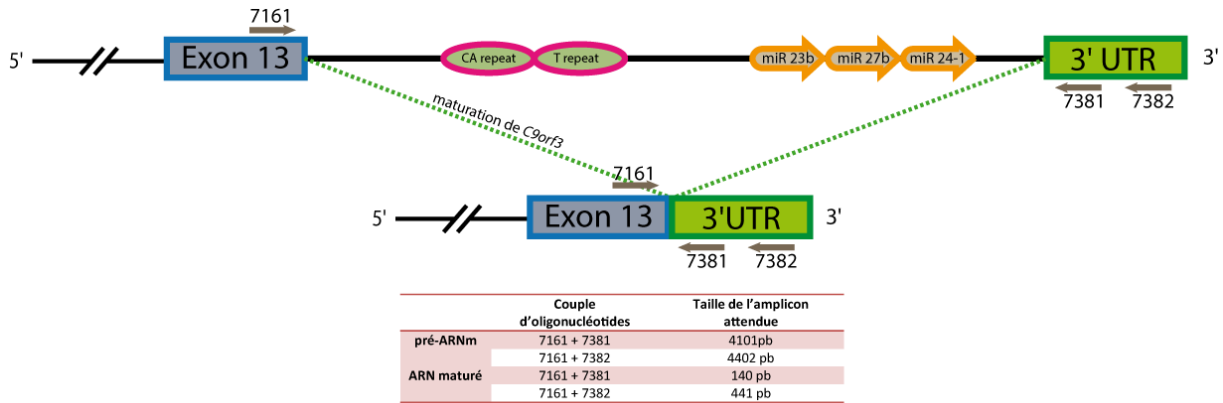 7161
5'
Exon 13
CA repeat
T repeat
miR 23b
miR 27b
miR 24-1
3' UTR
3'
7381
7382
maturation de C9orf3
7161
5'
Exon 13
3'UTR
3'
7381
7382
Couple d'oligonucléotides
Taille de l’amplicon attendue
pré-ARNm
7161 + 7381
4101pb
7161 + 7382
4402 pb
ARN maturé
7161 + 7381
140 pb
7161 + 7382
441 pb